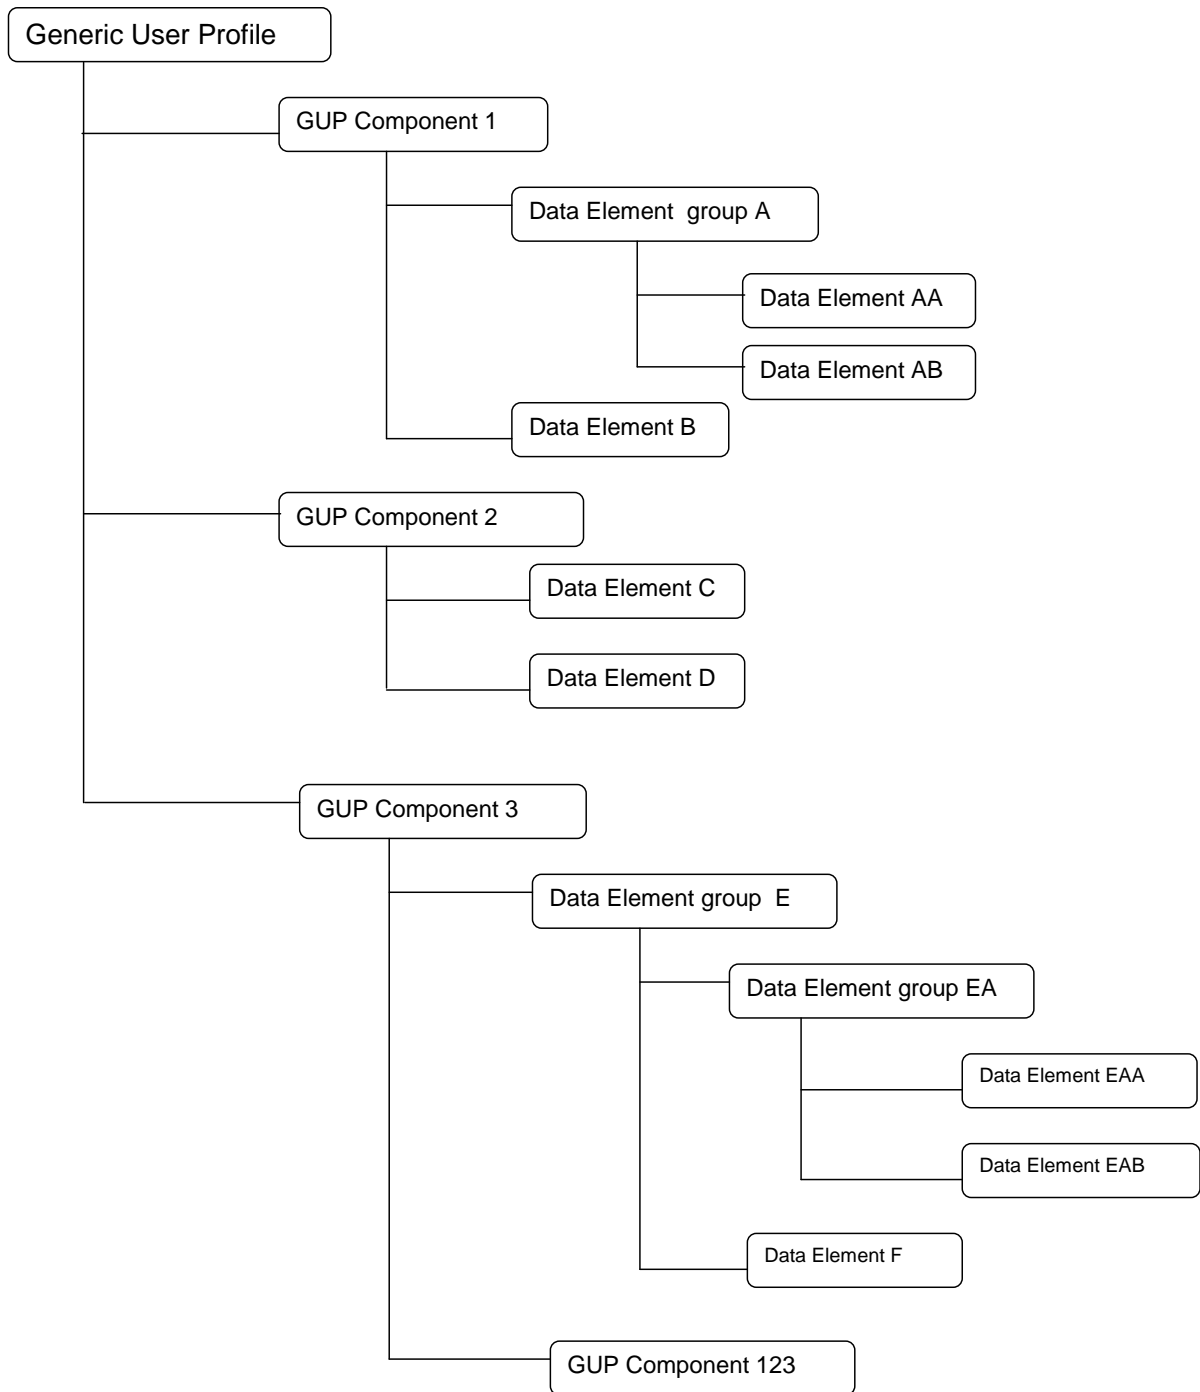 Generic User Profile
GUP Component 1
Data Element  group A
Data Element AA
Data Element AB
Data Element B
GUP Component 2
Data Element C
Data Element D
GUP Component 3
Data Element group  E
Data Element group EA
Data Element EAA
Data Element EAB
Data Element F
GUP Component 123